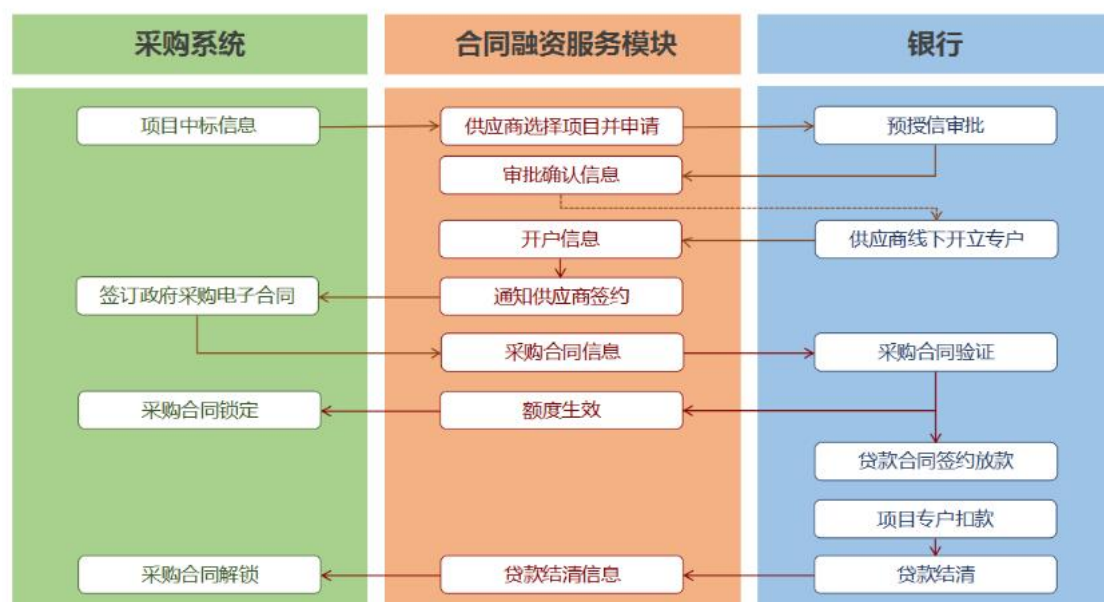 采购系统
合同融资服务模块
银行
项目中标信息
供应商选择项目并申请
预授信审批
审批确认信息
开户信息
供应商线下开立专户
签订政府采购电子合同
通知供应商签约
采购合同信息
采购合同验证
采购合同锁定
额度生效
贷款合同签约放款
项目专户扣款
采购合同解锁
贷款结清信息
贷款结清